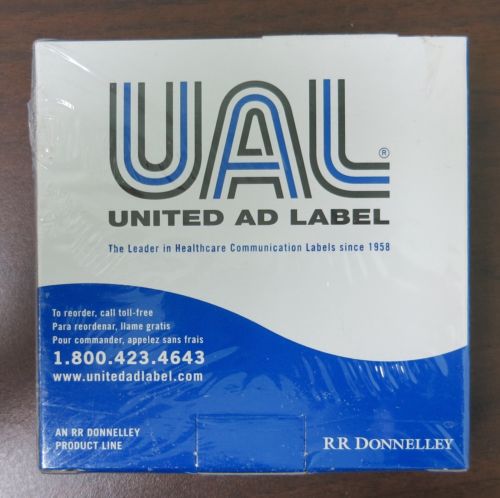 UAL®
UNITED AD LABEL
The Leader in Healthcare Communication Labels since 1958
To reorder, call toll-free
Para reordenar, llame gratis
Pour commander, appelez sans frais
1.800.423.4643
www.unitedadlabel.com
AN RR DONNELLEY
PRODUCT LINE
RR DONNELLEY